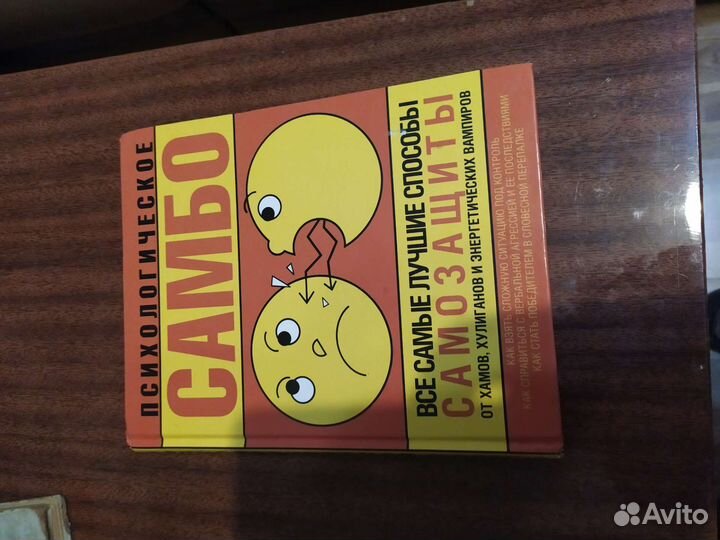 ПСИХОЛОГИЧЕСКОЕ
САМБО
ВСЕ САМЫЕ ЛУЧШИЕ СПОСОБЫ
САМОЗАЩИТЫ
ОТ ХАМОВ, ХУЛИГАНОВ И ЭНЕРГЕТИЧЕСКИХ ВАМПИРОВ
КАК ВЗЯТЬ СЛОЖНУЮ СИТУАЦИЮ ПОД КОНТРОЛЬ
КАК СПРАВИТЬСЯ С ВЕРБАЛЬНОЙ АГРЕССИЕЙ И ЕЕ ПОСЛЕДСТВИЯМИ
КАК СТАТЬ ПОБЕДИТЕЛЕМ В СЛОВЕСНОЙ ПЕРЕПАЛКЕ
Avito